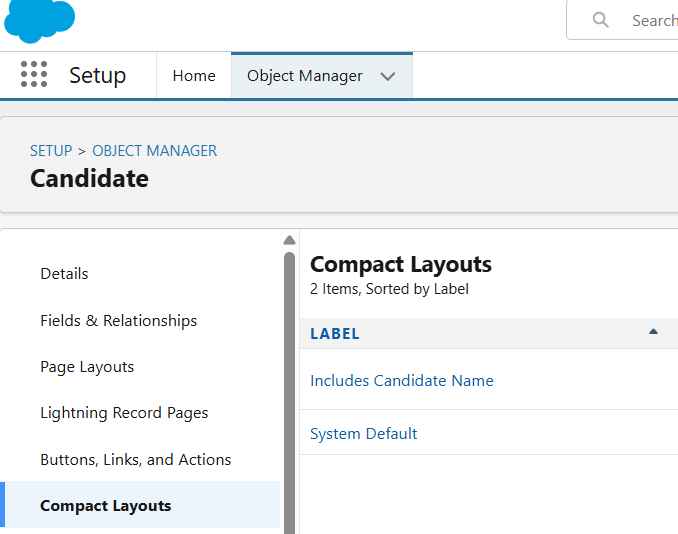 Search
Setup
Home
Object Manager
SETUP > OBJECT MANAGER
Candidate
Details
Fields & Relationships
Page Layouts
Lightning Record Pages
Buttons, Links, and Actions
Compact Layouts
Compact Layouts
2 Items, Sorted by Label
LABEL
Includes Candidate Name
System Default